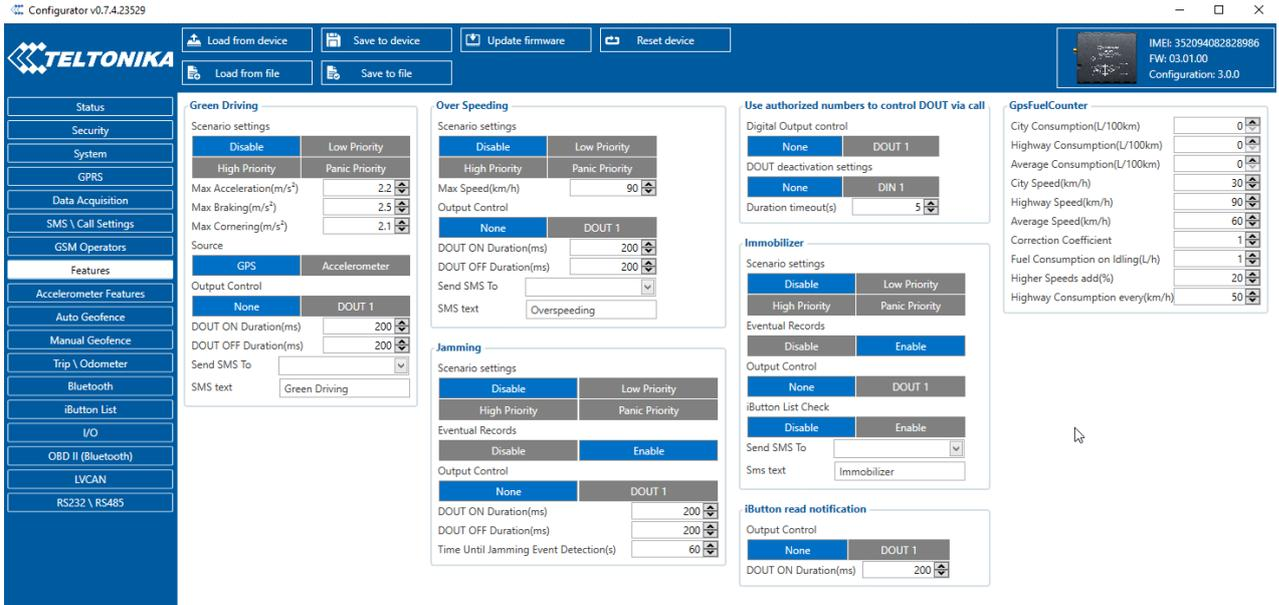 Configurator v0.7.4.23529
TELTONIKA
Load from device
Save to device
Update firmware
Reset device
Load from file
Save to file
IMEI: 352094082828986
FW: 03.01.00
Configuration: 3.0.0
Status
Security
System
GPRS
Data Acquisition
SMS \ Call Settings
GSM Operators
Features
Accelerometer Features
Auto Geofence
Manual Geofence
Trip \ Odometer
Bluetooth
iButton List
I/O
OBD II (Bluetooth)
LVCAN
RS232 \ RS485
Green Driving
Scenario settings
Disable Low Priority
High Priority Panic Priority
Max Acceleration(m/s²) 2.2
Max Braking(m/s²) 2.5
Max Cornering(m/s²) 2.1
Source
GPS Accelerometer
Output Control
None DOUT 1
DOUT ON Duration(ms) 200
DOUT OFF Duration(ms) 200
Send SMS To
SMS text Green Driving
Over Speeding
Scenario settings
Disable Low Priority
High Priority Panic Priority
Max Speed(km/h) 90
Output Control
None DOUT 1
DOUT ON Duration(ms) 200
DOUT OFF Duration(ms) 200
Send SMS To
SMS text Overspeeding
Jamming
Scenario settings
Disable Low Priority
High Priority Panic Priority
Eventual Records
Disable Enable
Output Control
None DOUT 1
DOUT ON Duration(ms) 200
DOUT OFF Duration(ms) 200
Time Until Jamming Event Detection(s) 60
Use authorized numbers to control DOUT via call
Digital Output control
None DOUT 1
DOUT deactivation settings
None DIN 1
Duration timeout(s) 5
Immobilizer
Scenario settings
Disable Low Priority
High Priority Panic Priority
Eventual Records
Disable Enable
Output Control
None DOUT 1
iButton List Check
Disable Enable
Send SMS To
Sms text Immobilizer
iButton read notification
Output Control
None DOUT 1
DOUT ON Duration(ms) 200
GpsFuelCounter
City Consumption(L/100km) 0
Highway Consumption(L/100km) 0
Average Consumption(L/100km) 0
City Speed(km/h) 30
Highway Speed(km/h) 90
Average Speed(km/h) 60
Correction Coefficient 1
Fuel Consumption on Idling(L/h) 1
Higher Speeds add(%) 20
Highway Consumption every(km/h) 50